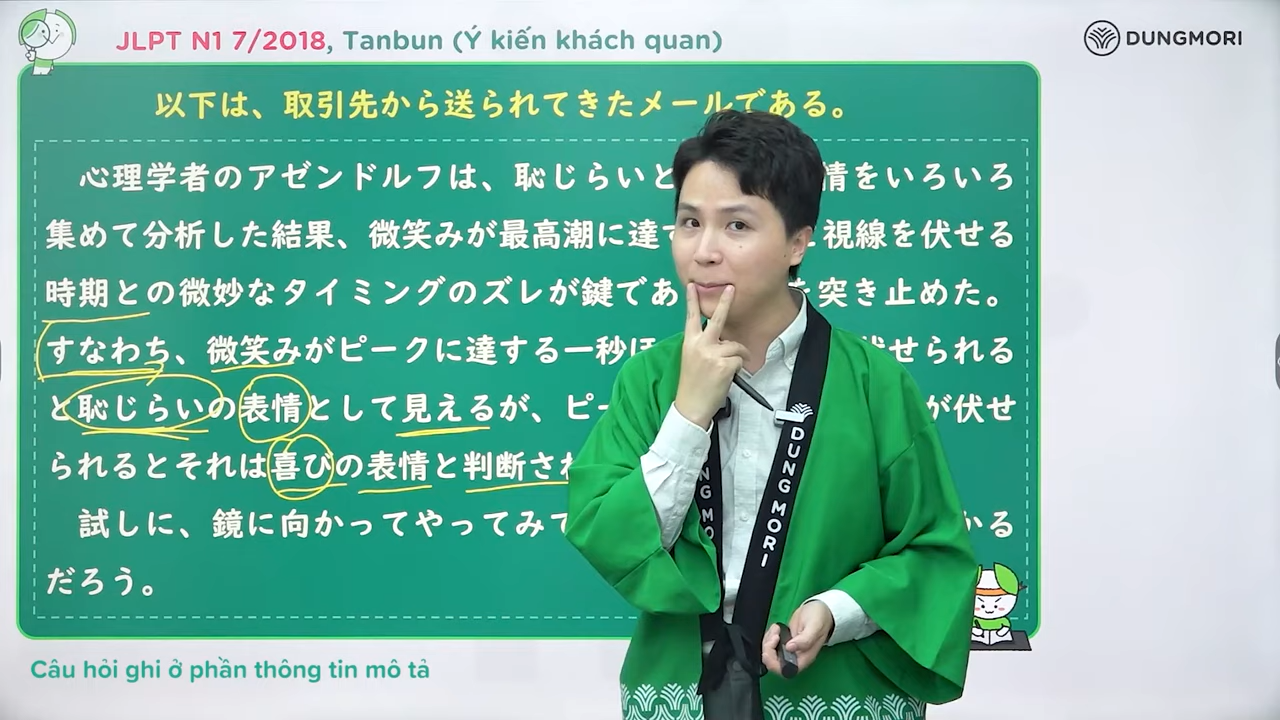 JLPT N1 7/2018, Tanbun (Ý kiến khách quan)
DUNGMORI
以下は、取引先から送られてきたメールである。
心理学者のアゼンドルフは、恥じらいと 情をいろいろ
集めて分析した結果、微笑みが最高潮に達す 視線を伏せる
時期との微妙なタイミングのズレが鍵であ を突き止めた。
すなわち、微笑みがピークに達する一秒ほ 伏せられる
と恥じらいの表情として見えるが、ピー が伏せ
られるとそれは喜びの表情と判断され
試しに、鏡に向かってやってみて かる
だろう。
DUNG MORI
NG MO
Câu hỏi ghi ở phần thông tin mô tả